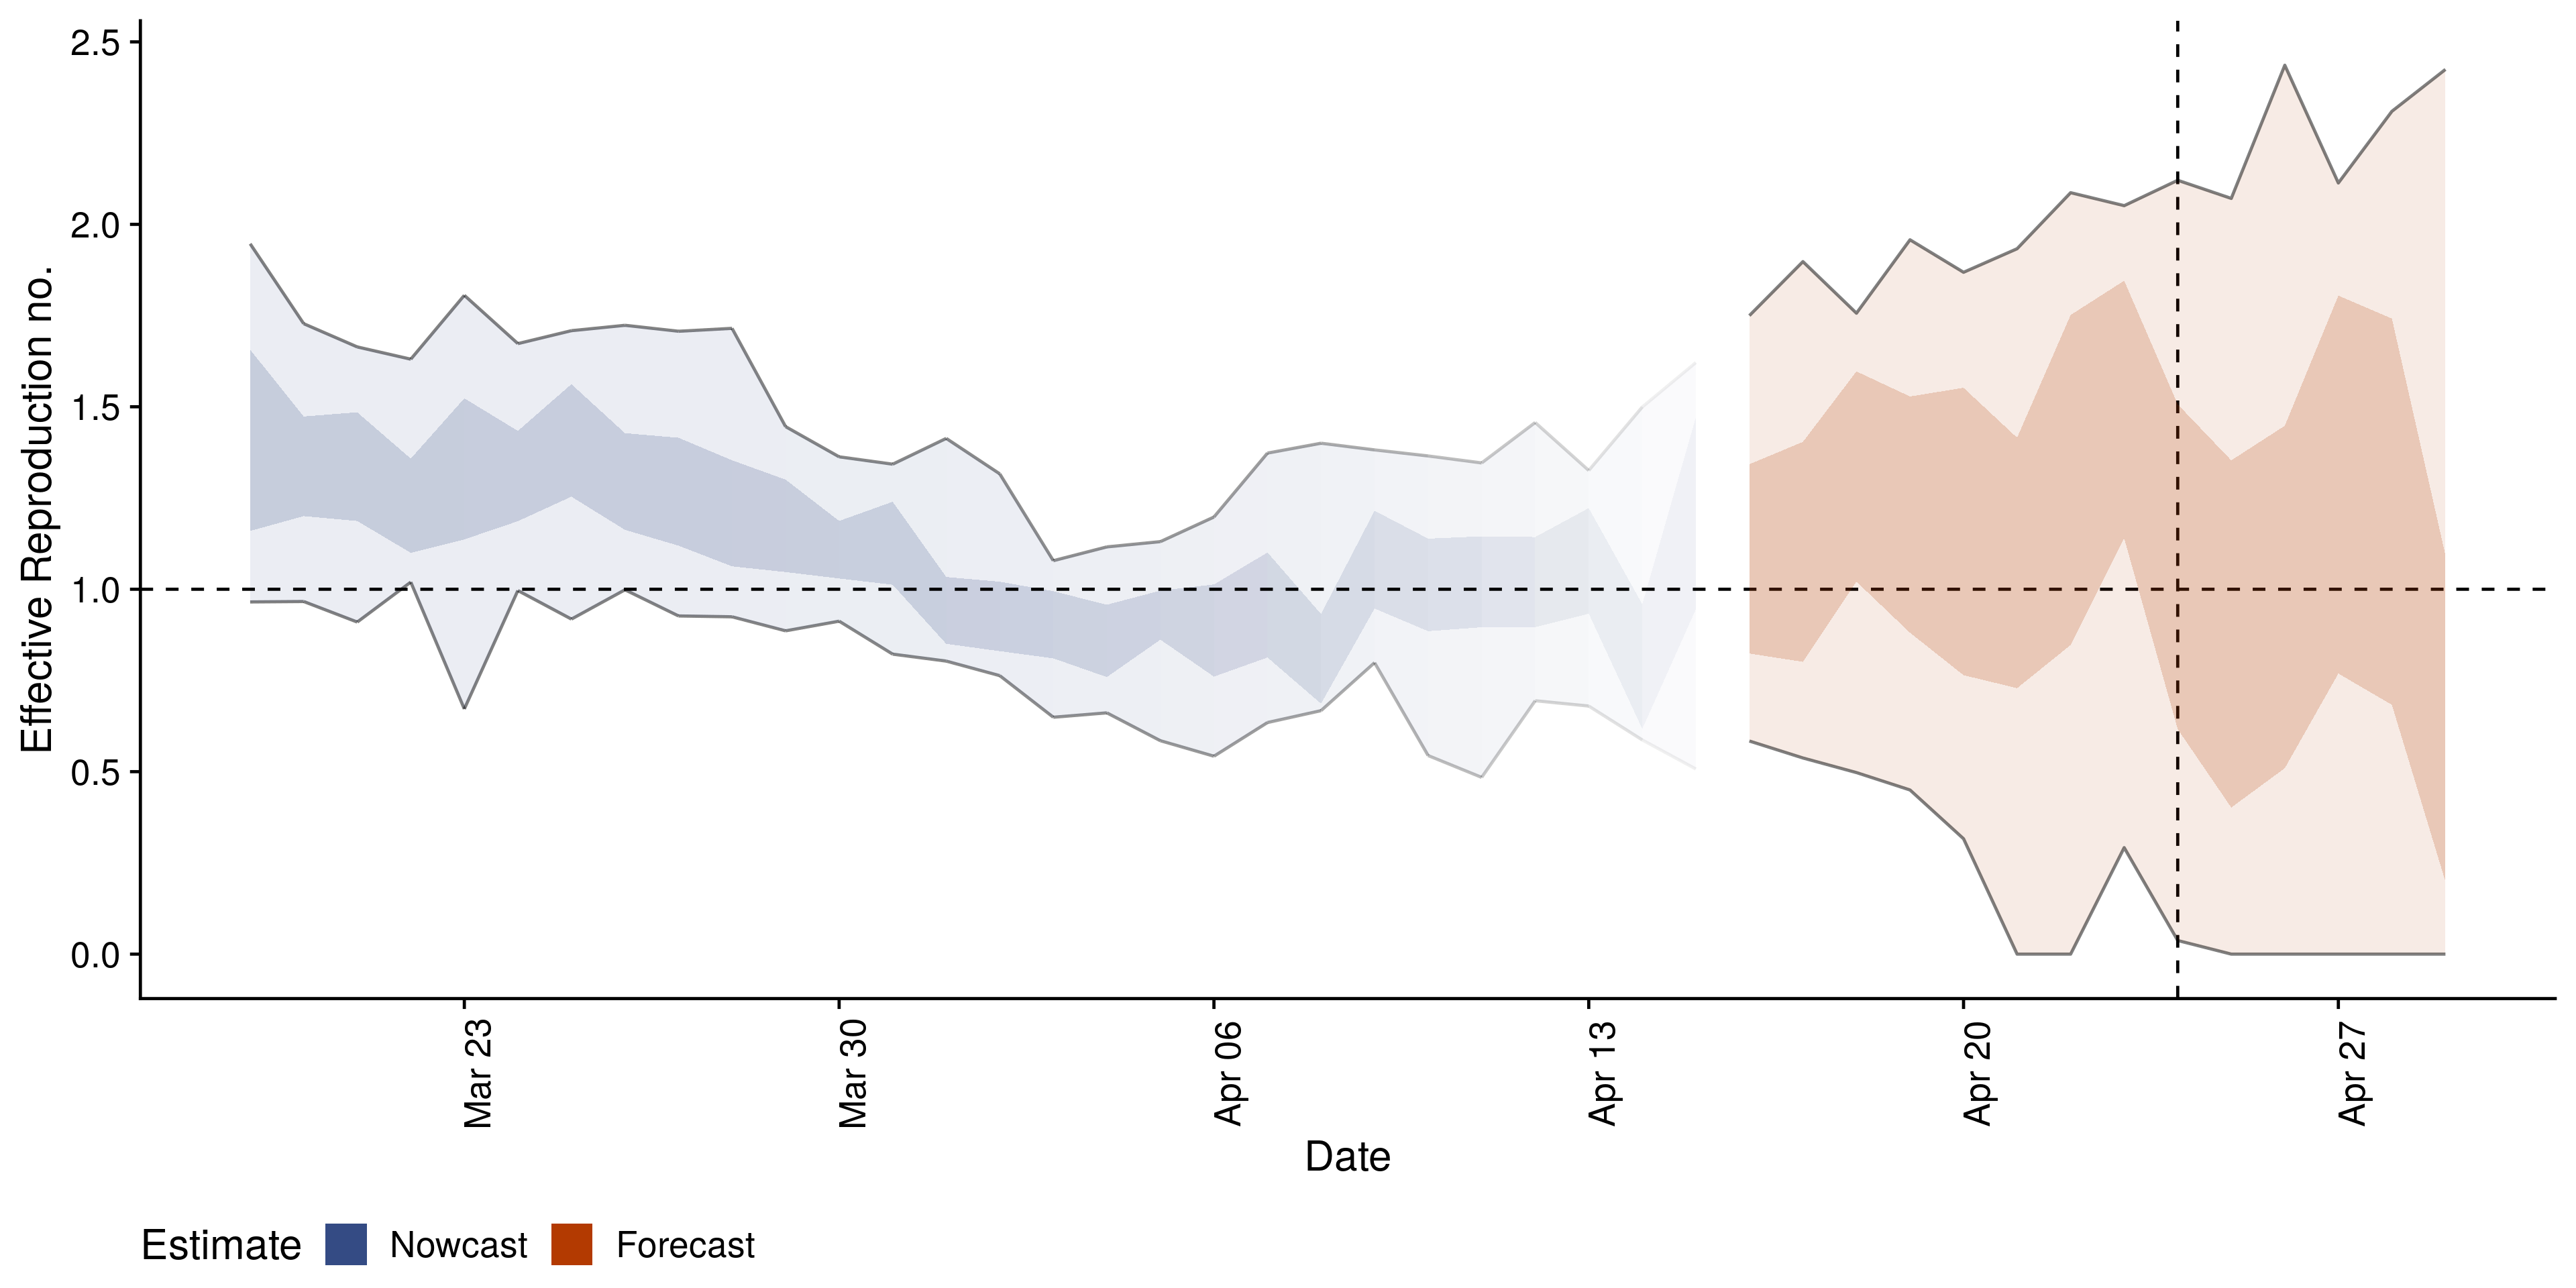 Effective Reproduction no.
2.5
2.0
1.5
1.0
0.5
0.0
Mar 23
Mar 30
Apr 06
Apr 13
Apr 20
Apr 27
Date
Estimate Nowcast Forecast